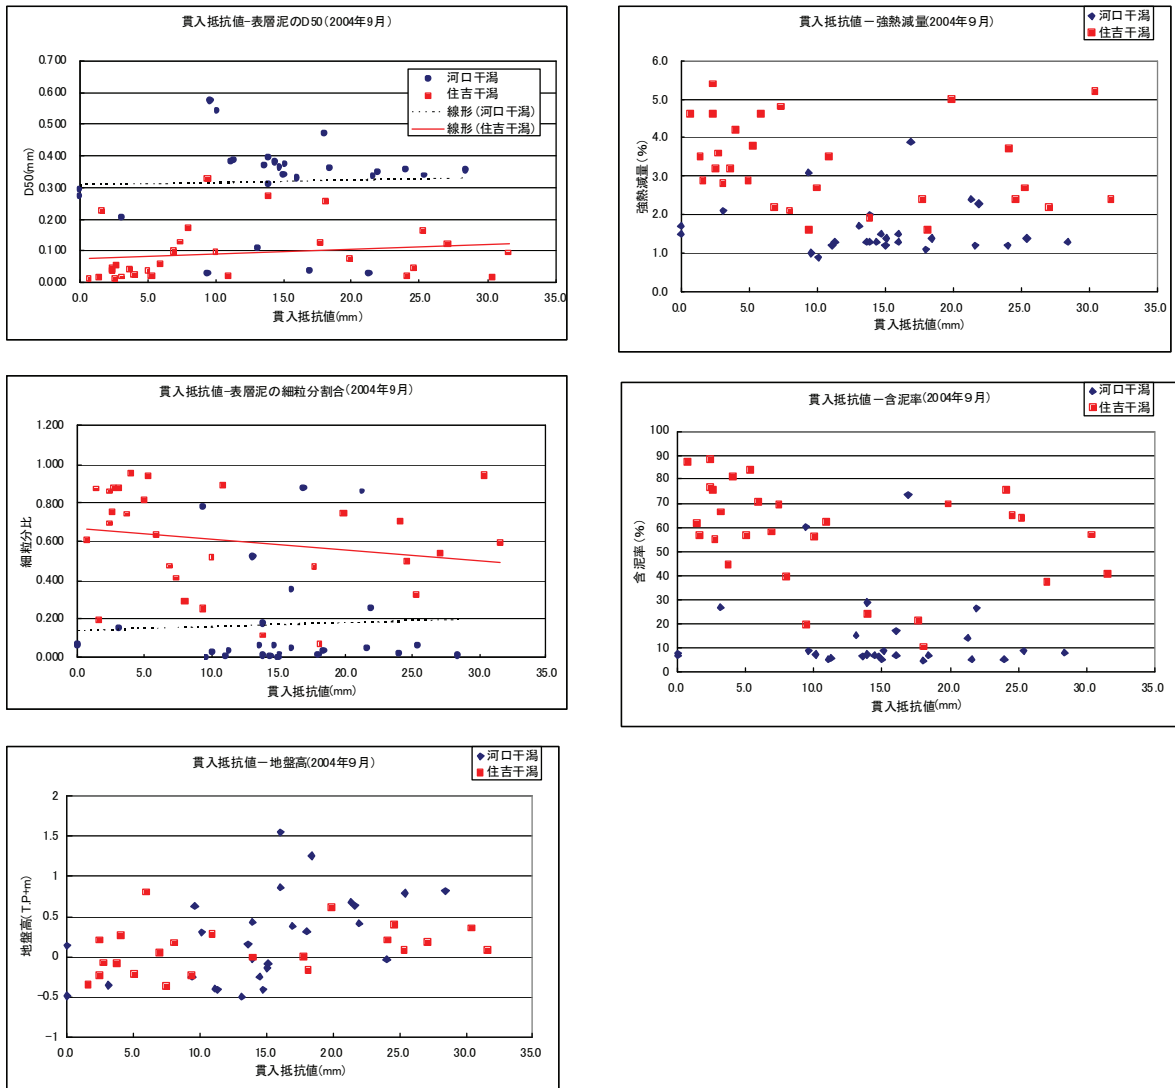 貫入抵抗値-表層泥のD50(2004年9月)
0.700
0.600
0.500
0.400
0.300
0.200
0.100
0.000
D50(mm)
河口干潟
住吉干潟
線形(河口干潟)
線形(住吉干潟)
0.0 5.0 10.0 15.0 20.0 25.0 30.0 35.0
貫入抵抗値(mm)
貫入抵抗値－強熱減量(2004年9月)
河口干潟
住吉干潟
6.0
5.0
4.0
3.0
2.0
1.0
0.0
強熱減量(%)
0.0 5.0 10.0 15.0 20.0 25.0 30.0 35.0
貫入抵抗値(mm)
貫入抵抗値-表層泥の細粒分割合(2004年9月)
1.200
1.000
0.800
0.600
0.400
0.200
0.000
細粒分比
0.0 5.0 10.0 15.0 20.0 25.0 30.0 35.0
貫入抵抗値(mm)
貫入抵抗値－含泥率(2004年9月)
河口干潟
住吉干潟
100
90
80
70
60
50
40
30
20
10
0
含泥率(%)
0.0 5.0 10.0 15.0 20.0 25.0 30.0 35.0
貫入抵抗値(mm)
貫入抵抗値－地盤高(2004年9月)
河口干潟
住吉干潟
2
1.5
1
0.5
0
-0.5
-1
地盤高(T.P+m)
0.0 5.0 10.0 15.0 20.0 25.0 30.0 35.0
貫入抵抗値(mm)